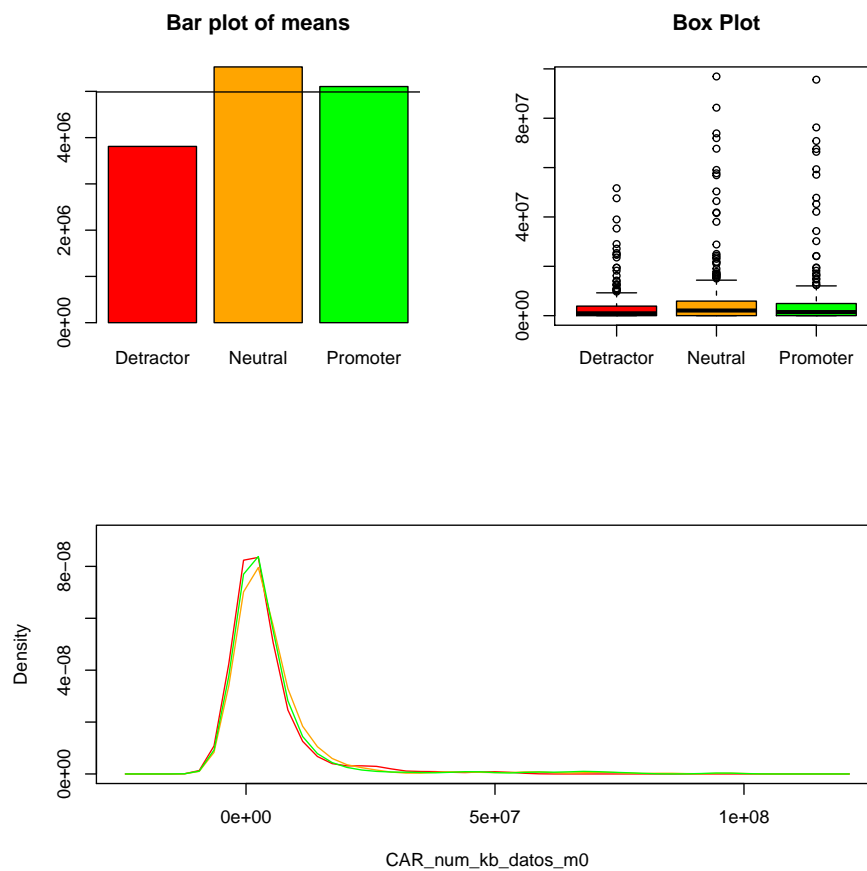 Bar plot of means
0e+00
2e+06
4e+06
Detractor Neutral Promoter
Box Plot
0e+00
4e+07
8e+07
Detractor Neutral Promoter
Density
0e+00
4e−08
8e−08
0e+00 5e+07 1e+08
CAR_num_kb_datos_m0